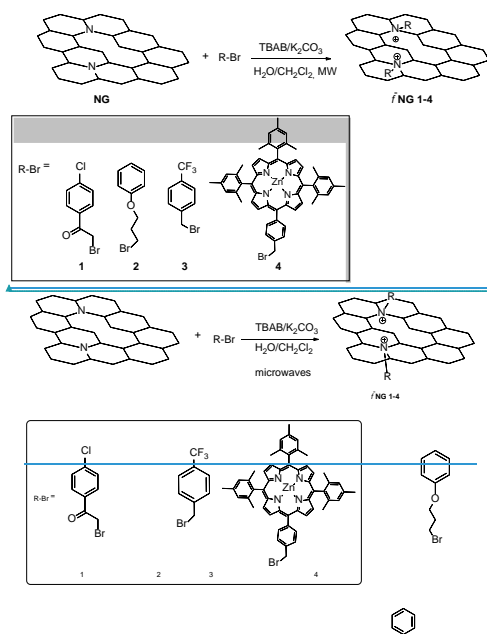 N
N
NG
+ R-Br
TBAB/K2CO3
H2O/CH2Cl2, MW
N R
⊕
⊕
N
R
f NG 1-4
R-Br =
Cl
O
Br
1
O
Br
2
CF3
Br
3
N N
Zn
N N
Br
4
N
N
+ R-Br
TBAB/K2CO3
H2O/CH2Cl2
microwaves
R
N
⊕
⊕
N
R
f NG 1-4
R-Br =
Cl
O
Br
1
2
CF3
Br
3
N N
Zn
N N
Br
4
O
Br